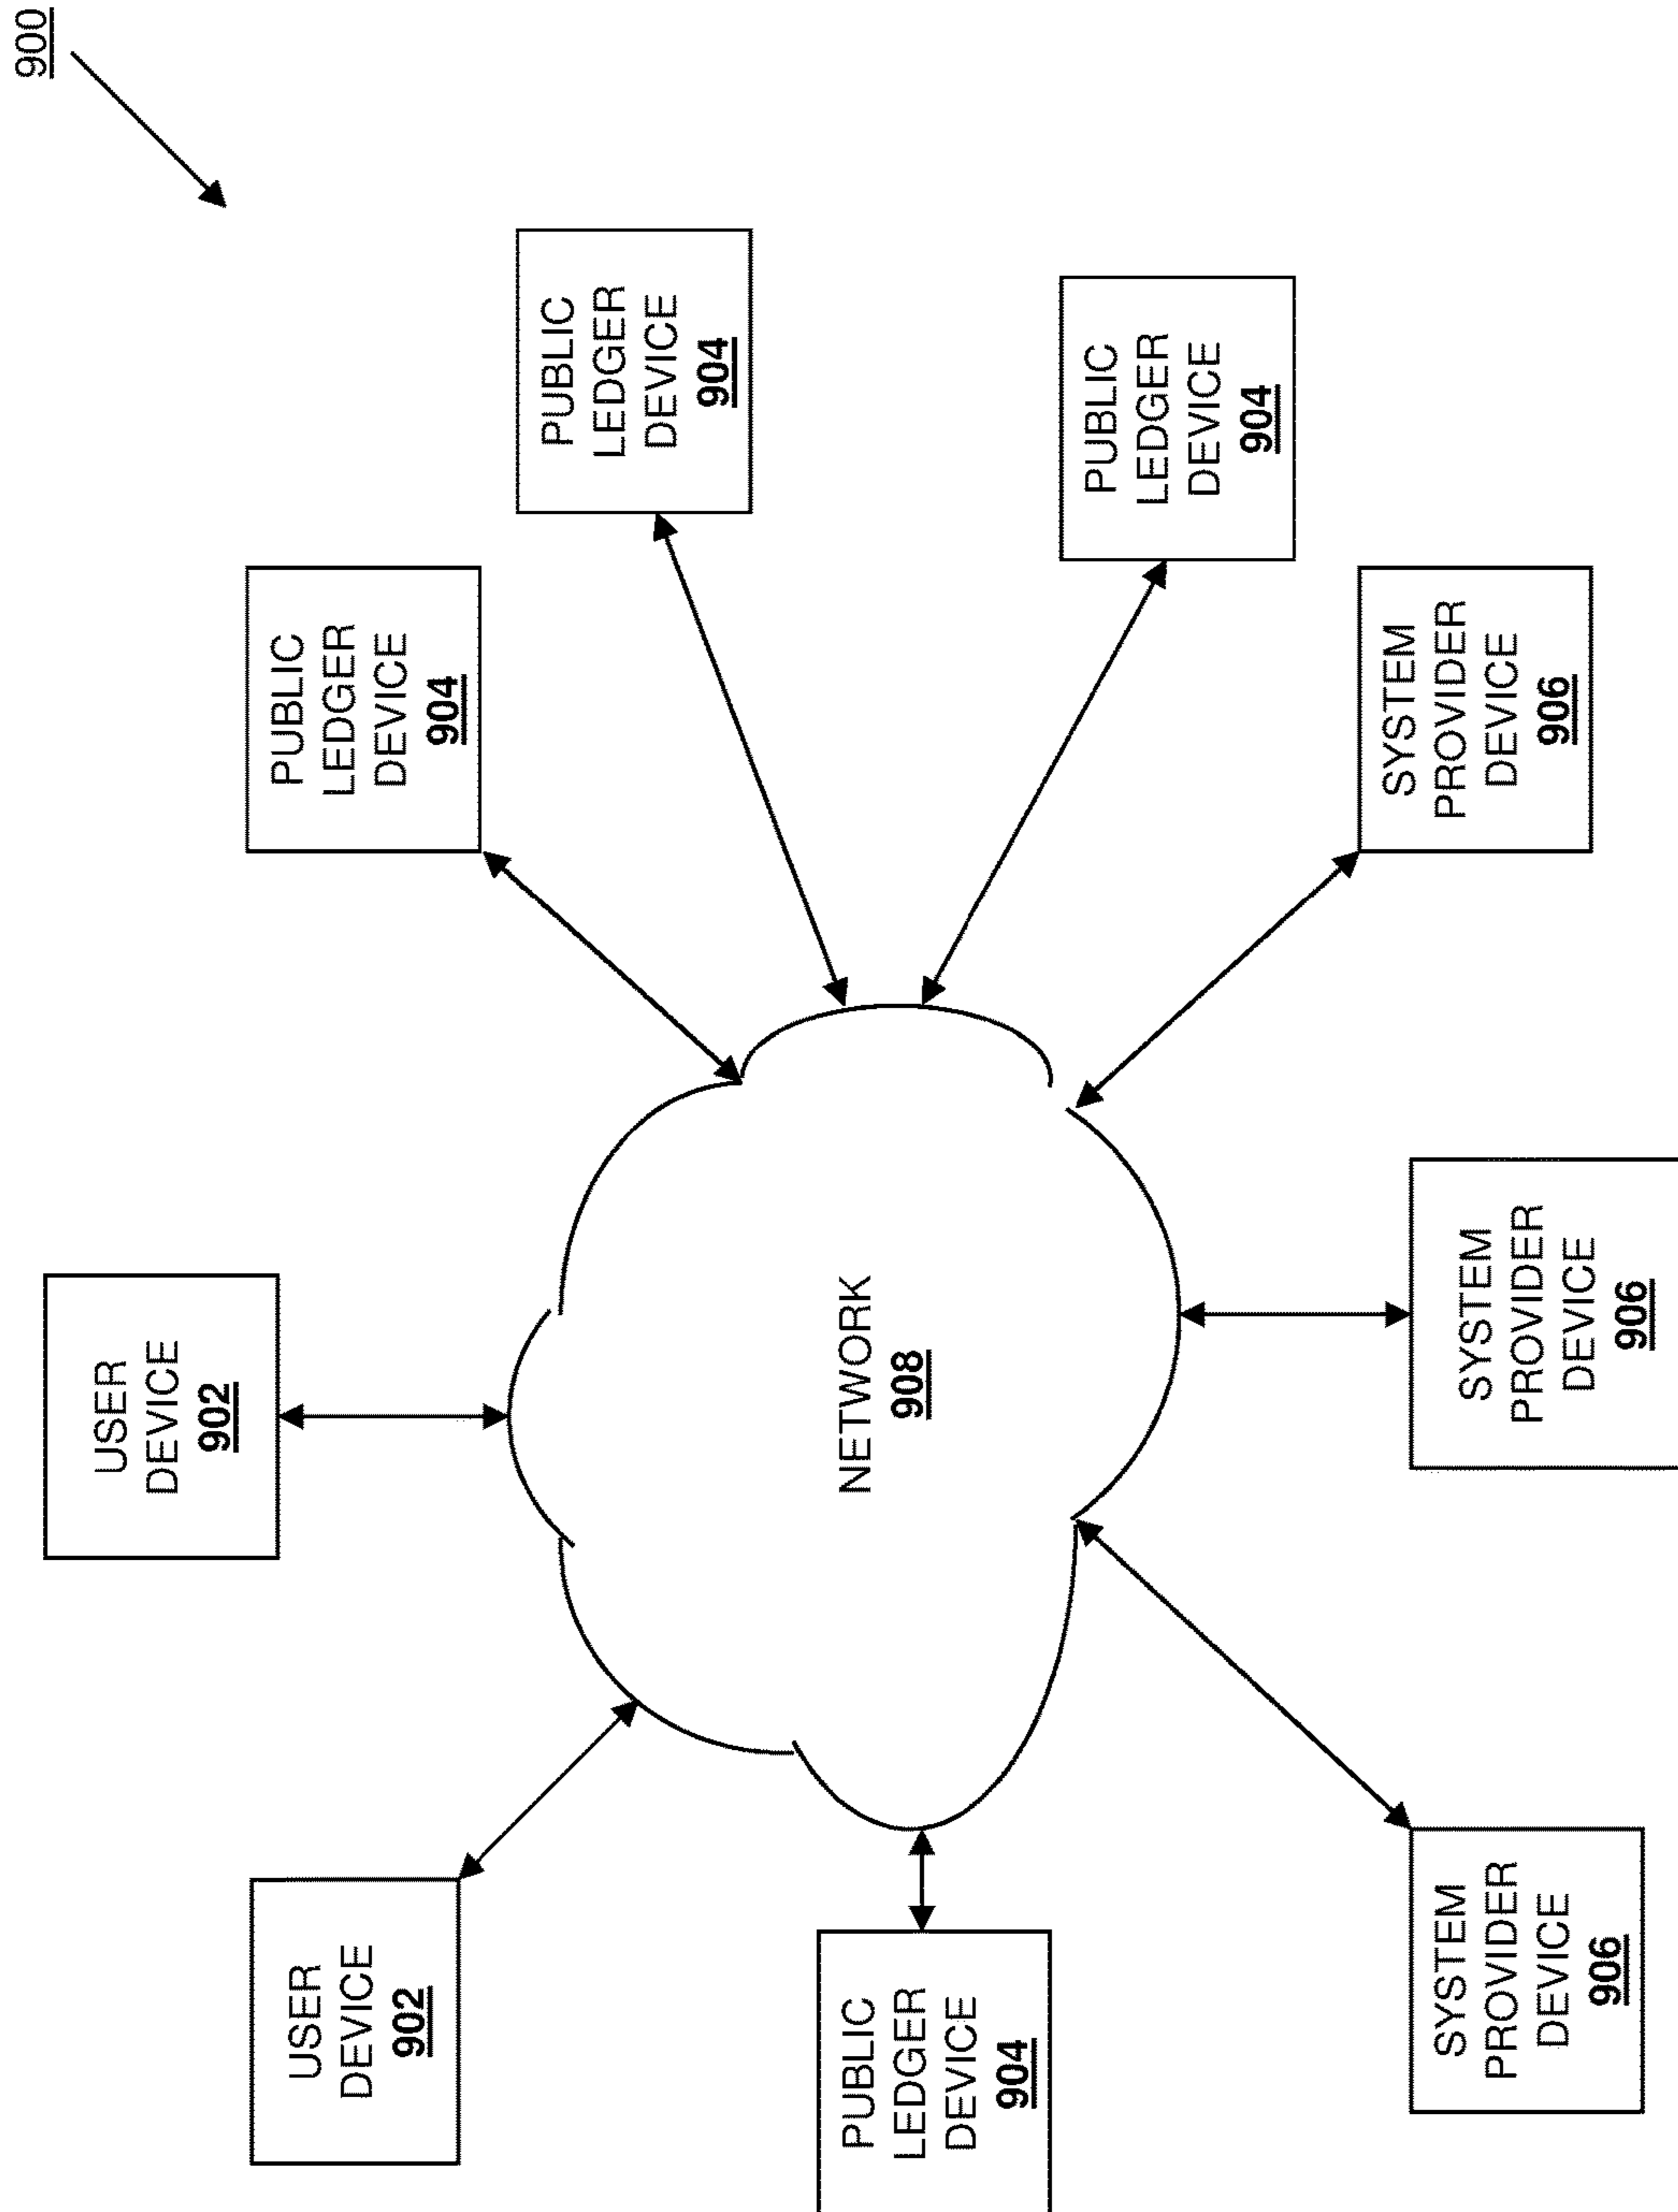 900
USER
DEVICE
902
USER
DEVICE
902
PUBLIC
LEDGER
DEVICE
904
PUBLIC
LEDGER
DEVICE
904
PUBLIC
LEDGER
DEVICE
904
PUBLIC
LEDGER
DEVICE
904
NETWORK
908
SYSTEM
PROVIDER
DEVICE
906
SYSTEM
PROVIDER
DEVICE
906
SYSTEM
PROVIDER
DEVICE
906